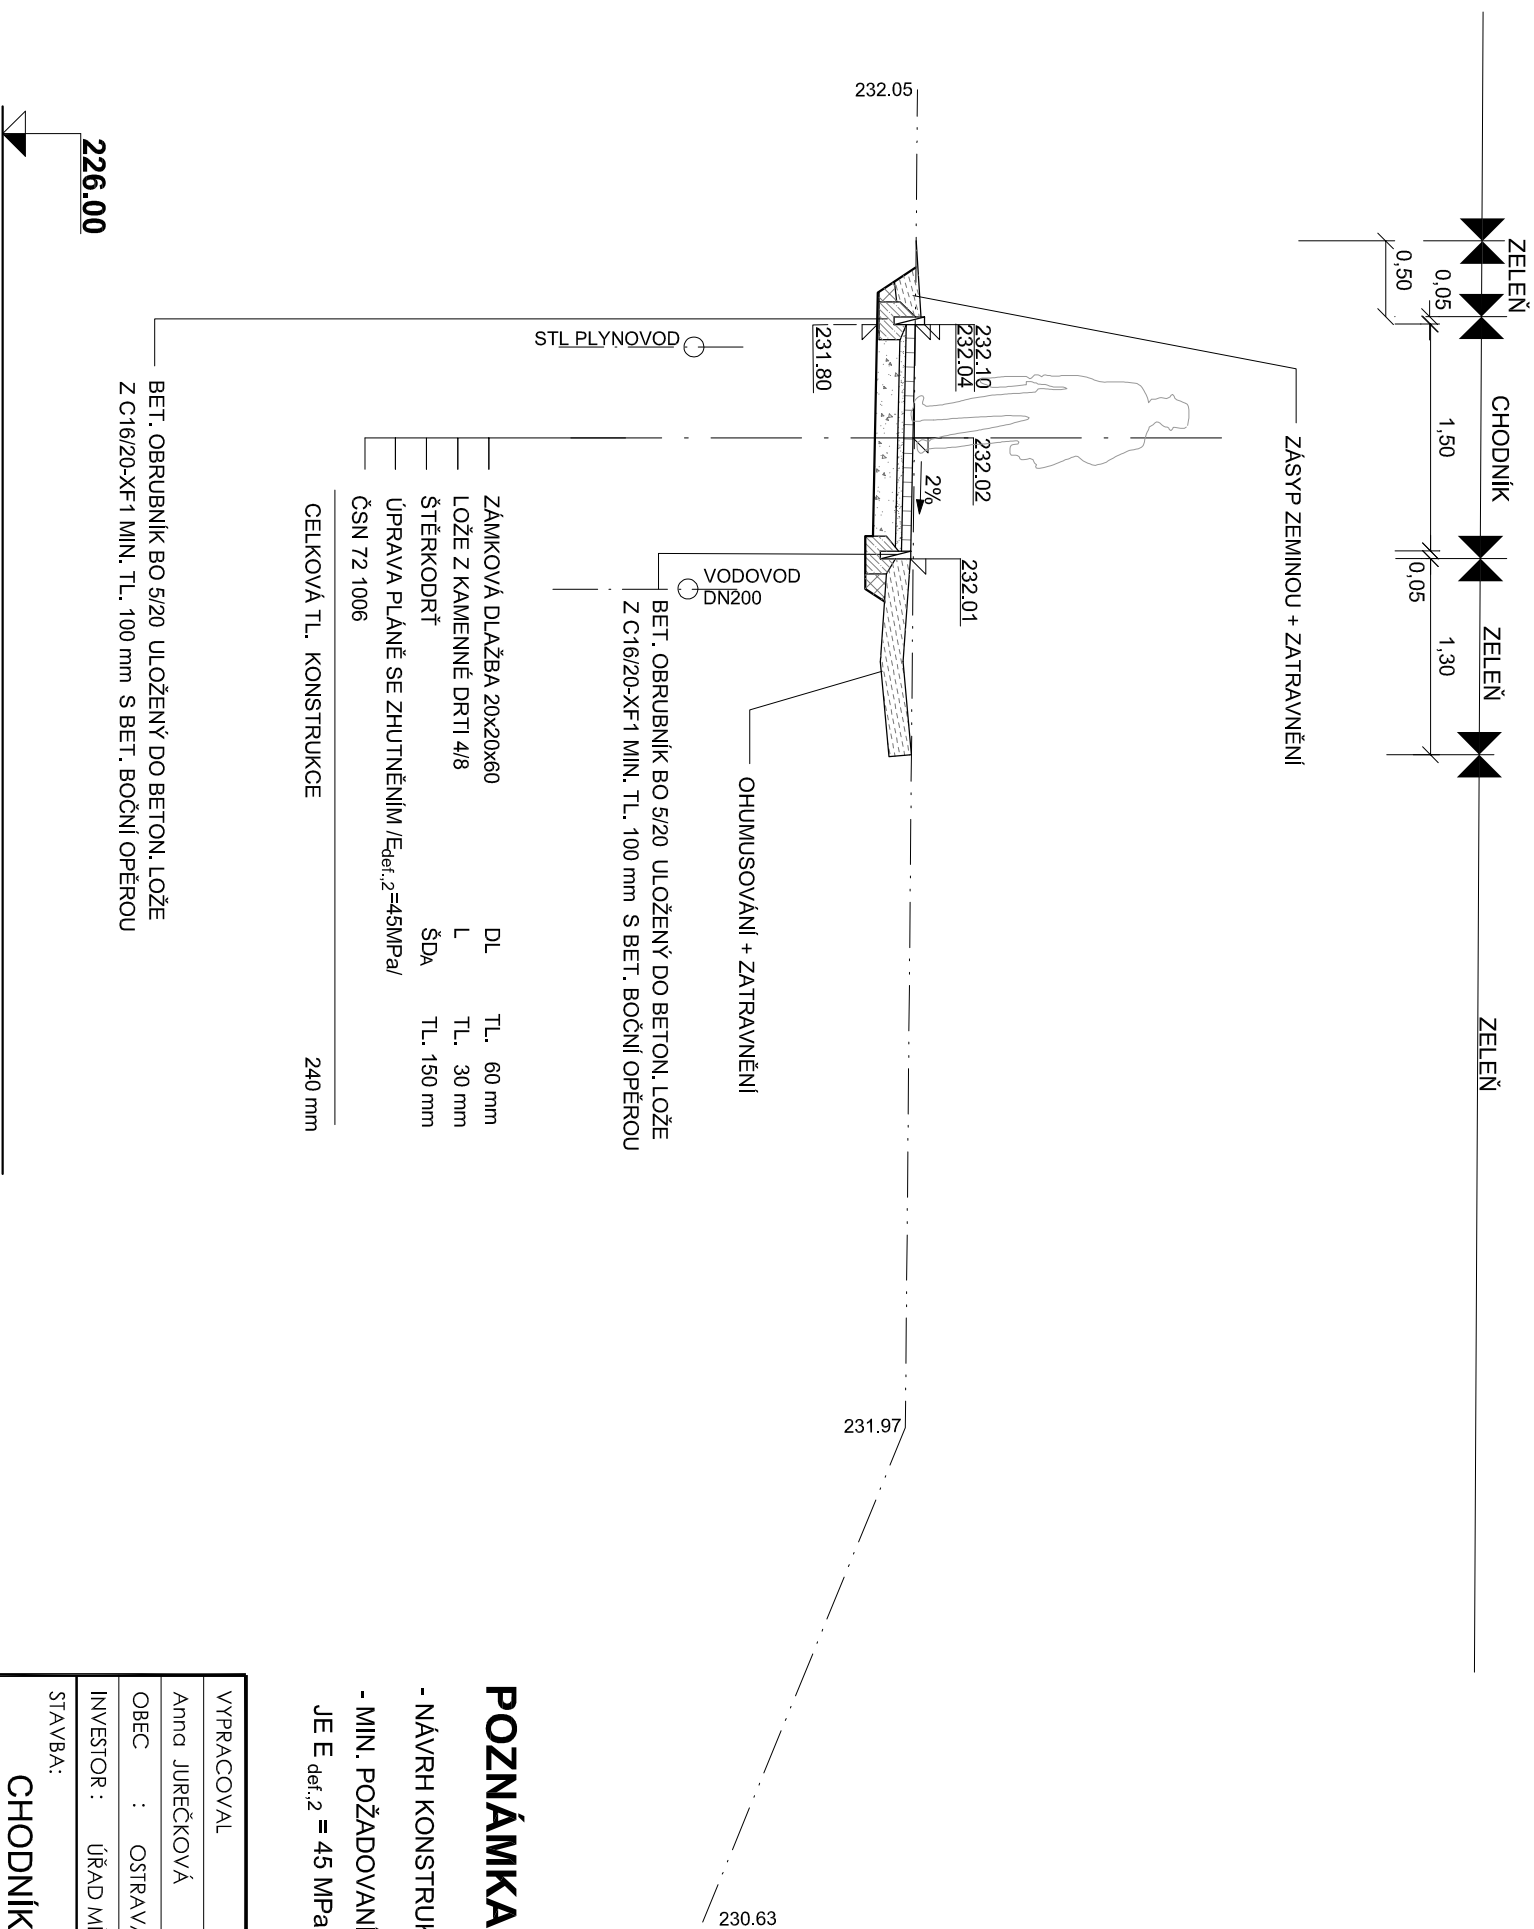 ZELEŇ
CHODNÍK
ZELEŇ
ZELEŇ
0,05
1,50
0,05
1,30
0,50
ZÁSYP ZEMINOU + ZATRAVNĚNÍ
232.05
232.10
232.04
232.02
232.01
2%
231.80
231.97
230.63
STL PLYNOVOD
VODOVOD
DN200
OHUMUSOVÁNÍ + ZATRAVNĚNÍ
BET. OBRUBNÍK BO 5/20 ULOŽENÝ DO BETON. LOŽE
Z C16/20-XF1 MIN. TL. 100 mm S BET. BOČNÍ OPĚROU
ZÁMKOVÁ DLAŽBA 20x20x60 DL TL. 60 mm
LOŽE Z KAMENNÉ DRTI 4/8 L TL. 30 mm
ŠTĚRKODRŤ ŠDA TL. 150 mm
ÚPRAVA PLÁNĚ SE ZHUTNĚNÍM /Edef.,2=45MPa/
ČSN 72 1006
CELKOVÁ TL. KONSTRUKCE 240 mm
BET. OBRUBNÍK BO 5/20 ULOŽENÝ DO BETON. LOŽE
Z C16/20-XF1 MIN. TL. 100 mm S BET. BOČNÍ OPĚROU
226.00
POZNÁMKA
- NÁVRH KONSTRUK
- MIN. POŽADOVANÍ
JE E def.,2 = 45 MPa
VYPRACOVAL
Anna JUREČKOVÁ
OBEC : OSTRAVA
INVESTOR : ÚŘAD MĚ
STAVBA:
CHODNÍK